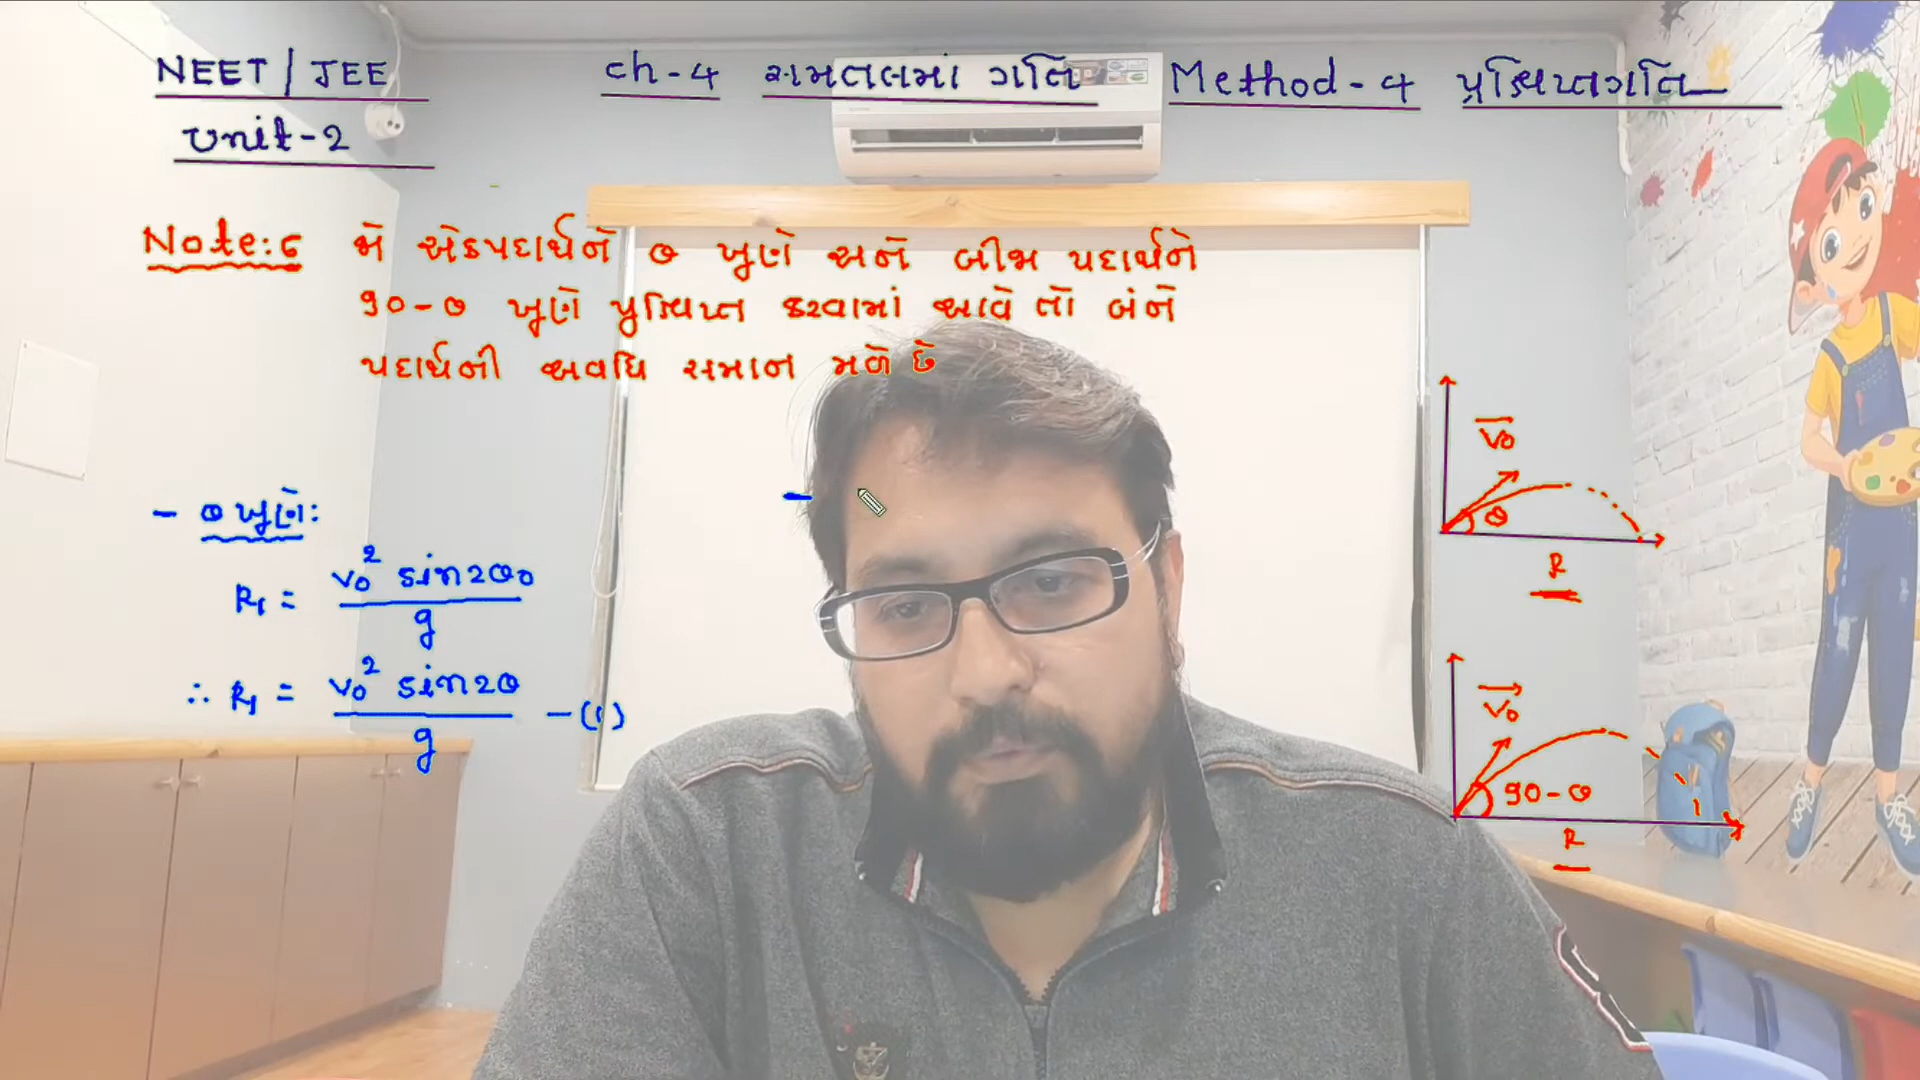 NEET / JEE ch-4 સમતલમાં ગતિ Method-4 પ્રક્ષિપ્તગતિ
Unit-2
Note: 6 જો એકપદાર્થને θ ખુણે અને બીજા પદાર્થને
90-θ ખુણે પ્રક્ષિપ્ત કરવામાં આવે તો બંને
પદાર્થની અવધિ સમાન મળે છે
- θ ખુણે:
R₁ = v₀² sin2θ₀ / g
∴ R₁ = v₀² sin2θ / g -(1)
-
v₀
θ
R
v₀
90-θ
R